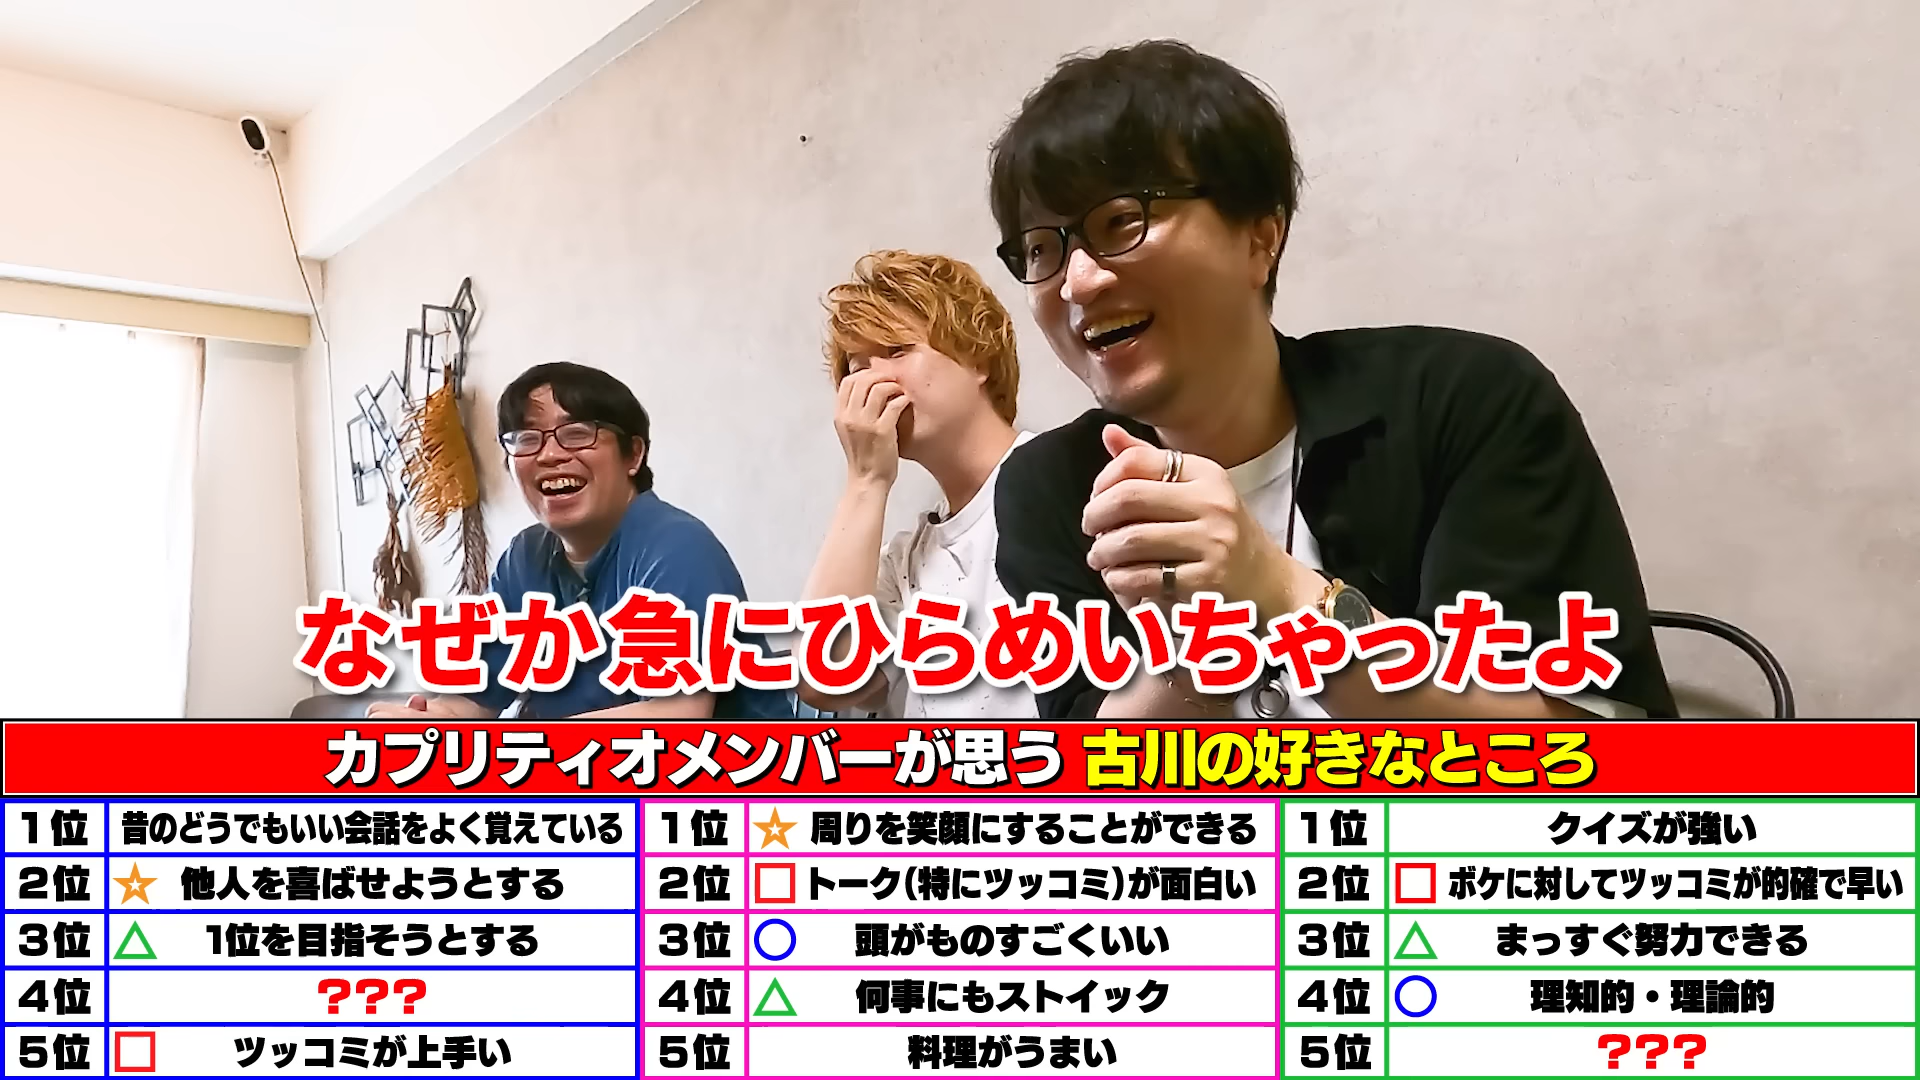 なぜか急にひらめいちゃったよ
カプリティオメンバーが思う 古川の好きなところ
1位 昔のどうでもいい会話をよく覚えている
2位 ☆ 他人を喜ばせようとする
3位 △ 1位を目指そうとする
4位 ???
5位 □ ツッコミが上手い
1位 ☆ 周りを笑顔にすることができる
2位 □ トーク(特にツッコミ)が面白い
3位 ○ 頭がものすごくいい
4位 △ 何事にもストイック
5位 料理がうまい
1位 クイズが強い
2位 □ ボケに対してツッコミが的確で早い
3位 △ まっすぐ努力できる
4位 ○ 理知的・理論的
5位 ???